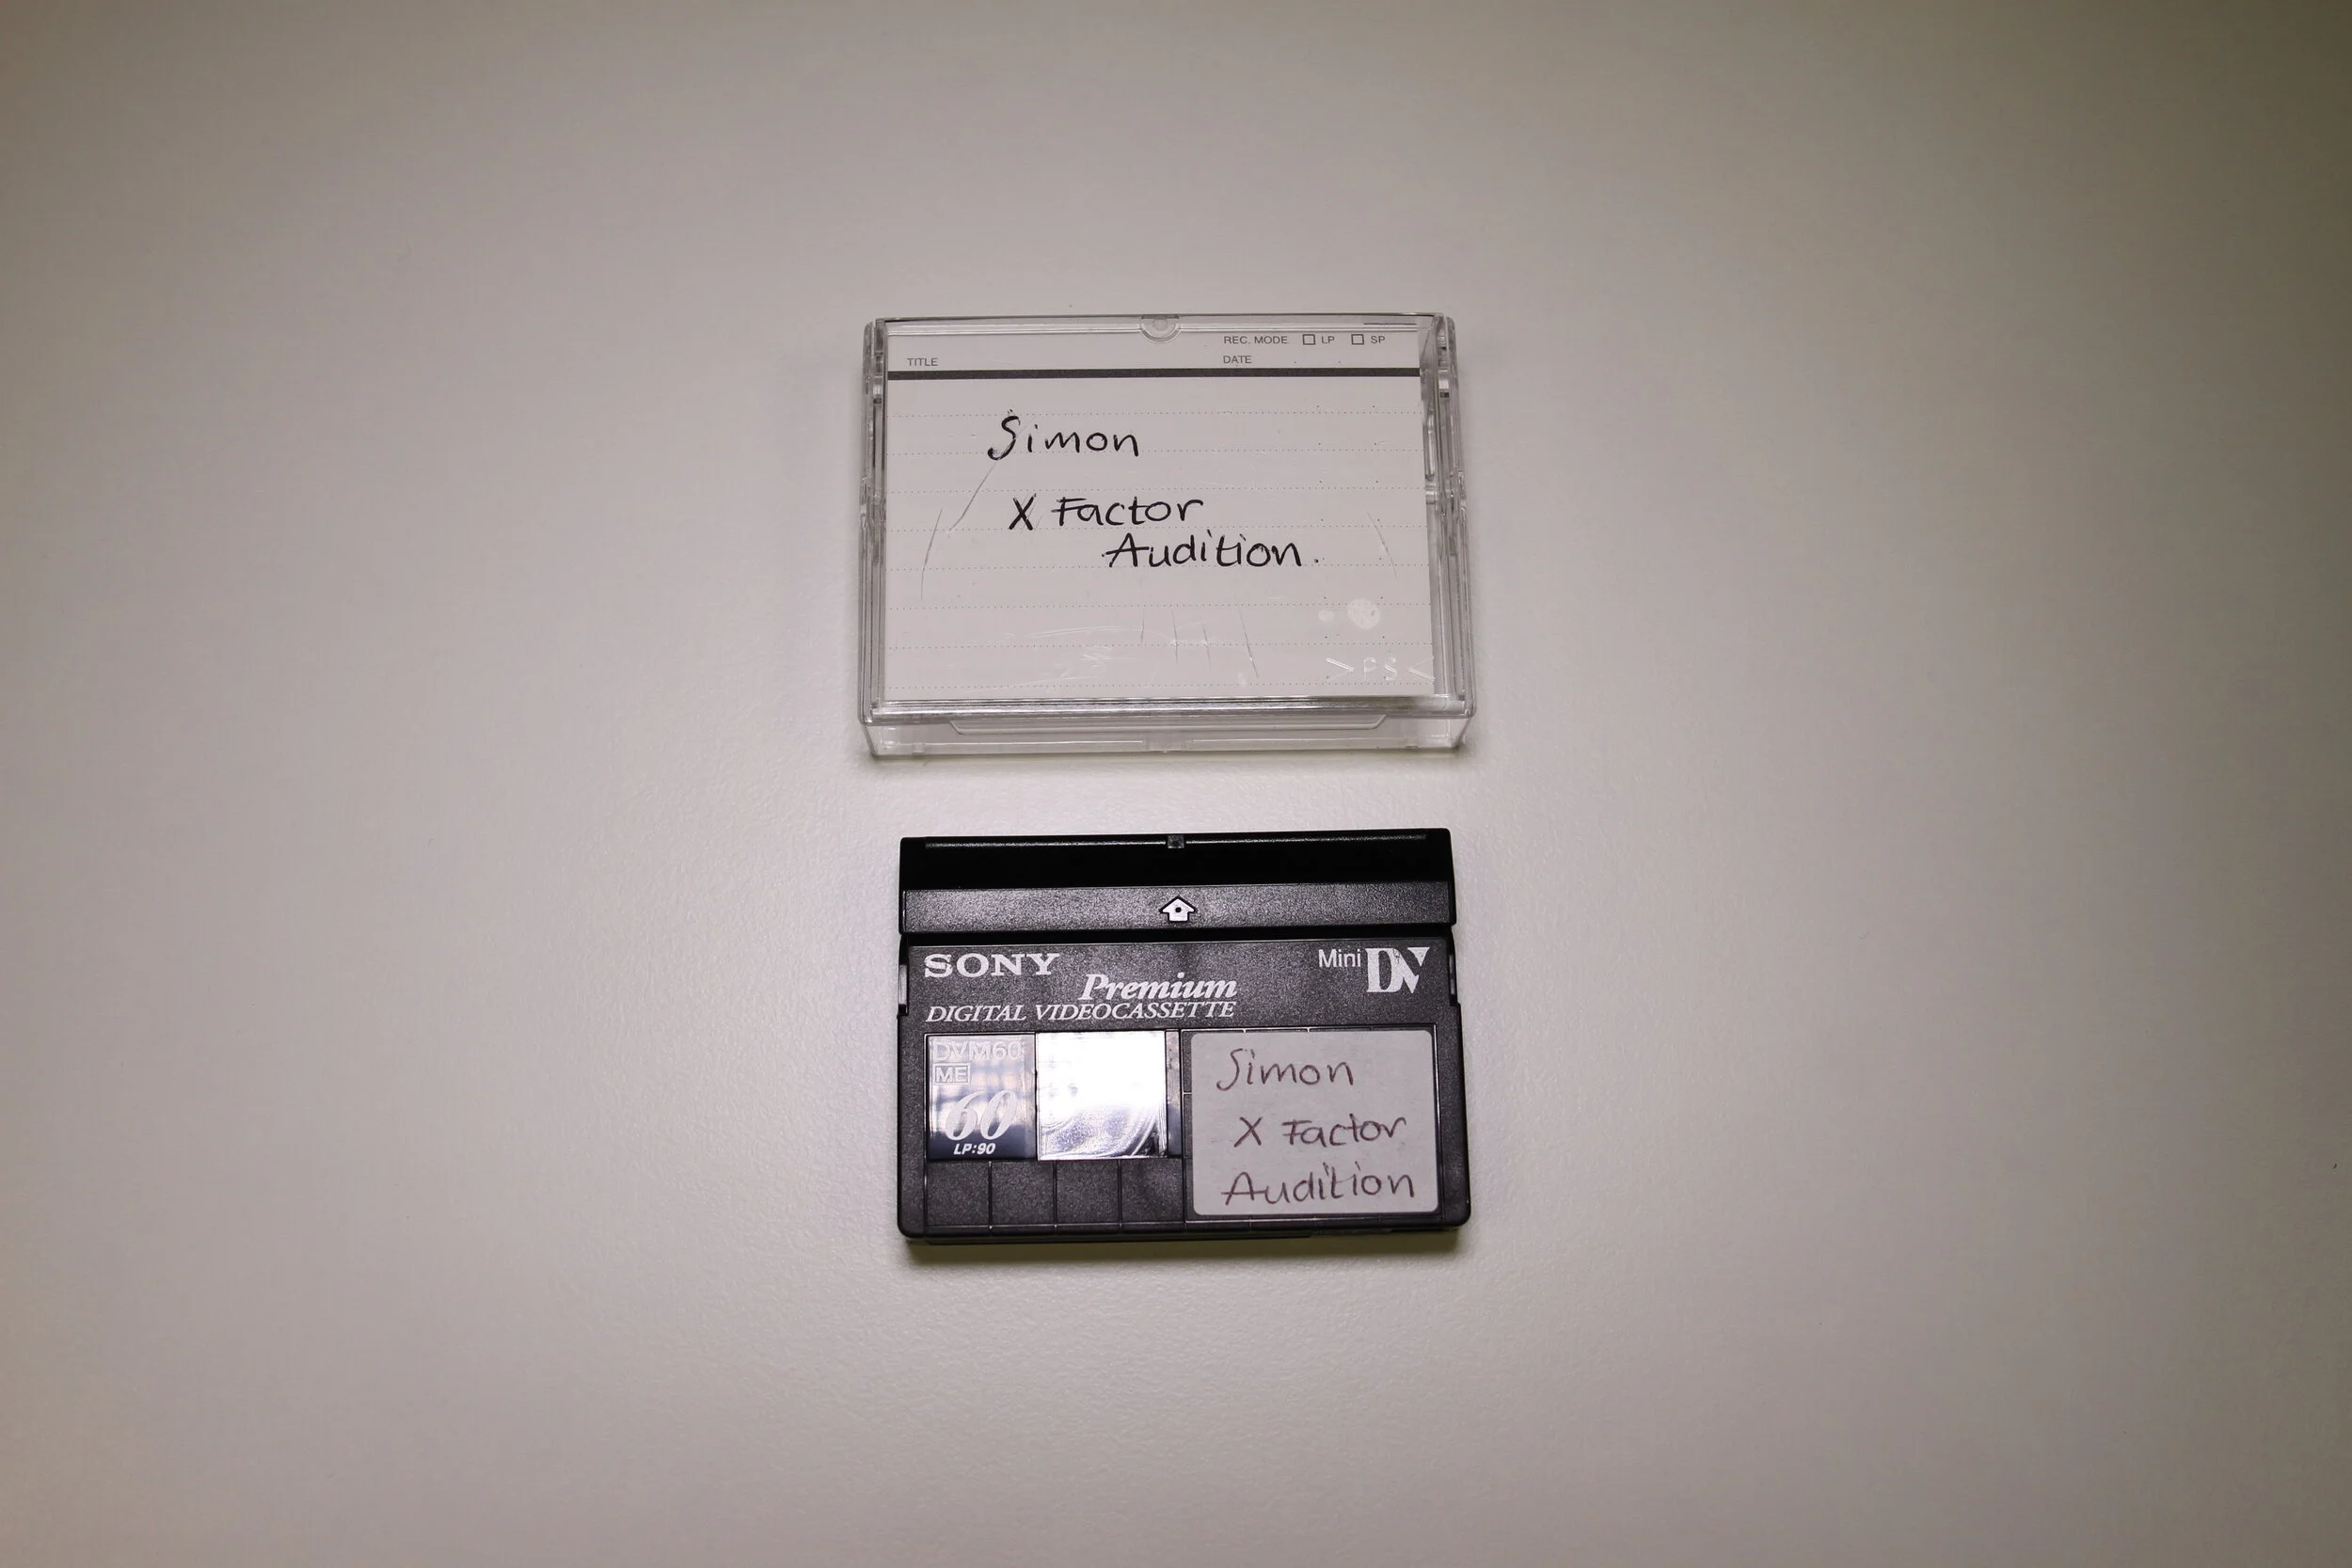 REC. MODE LP SP
TITLE DATE
Simon
X Factor
Audition.
>PS<
SONY
Mini DV
Premium
DIGITAL VIDEOCASSETTE
DVM60
ME
60
LP:90
Simon
X Factor
Audition